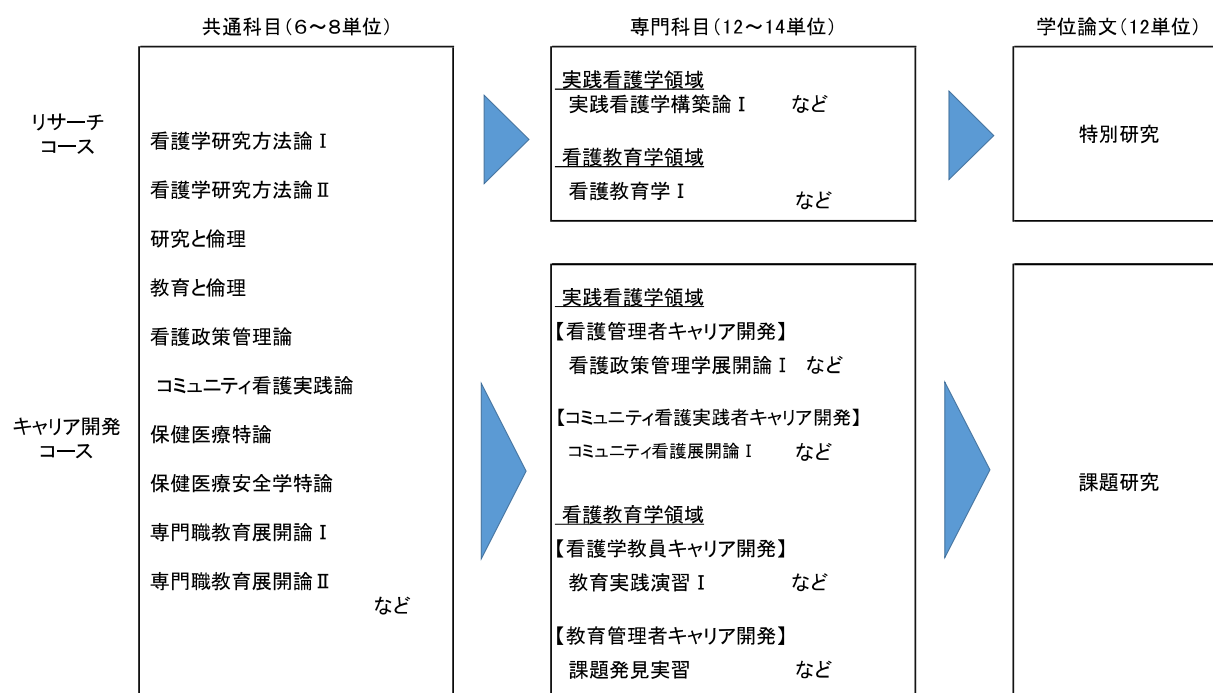 共通科目(6～8単位)
専門科目(12～14単位)
学位論文(12単位)
リサーチ
コース
キャリア開発
コース
看護学研究方法論Ⅰ
看護学研究方法論Ⅱ
研究と倫理
教育と倫理
看護政策管理論
コミュニティ看護実践論
保健医療特論
保健医療安全学特論
専門職教育展開論Ⅰ
専門職教育展開論Ⅱ
など
実践看護学領域
実践看護学構築論Ⅰ など
看護教育学領域
看護教育学Ⅰ など
実践看護学領域
【看護管理者キャリア開発】
看護政策管理学展開論Ⅰ など
【コミュニティ看護実践者キャリア開発】
コミュニティ看護展開論Ⅰ など
看護教育学領域
【看護学教員キャリア開発】
教育実践演習Ⅰ など
【教育管理者キャリア開発】
課題発見実習 など
特別研究
課題研究